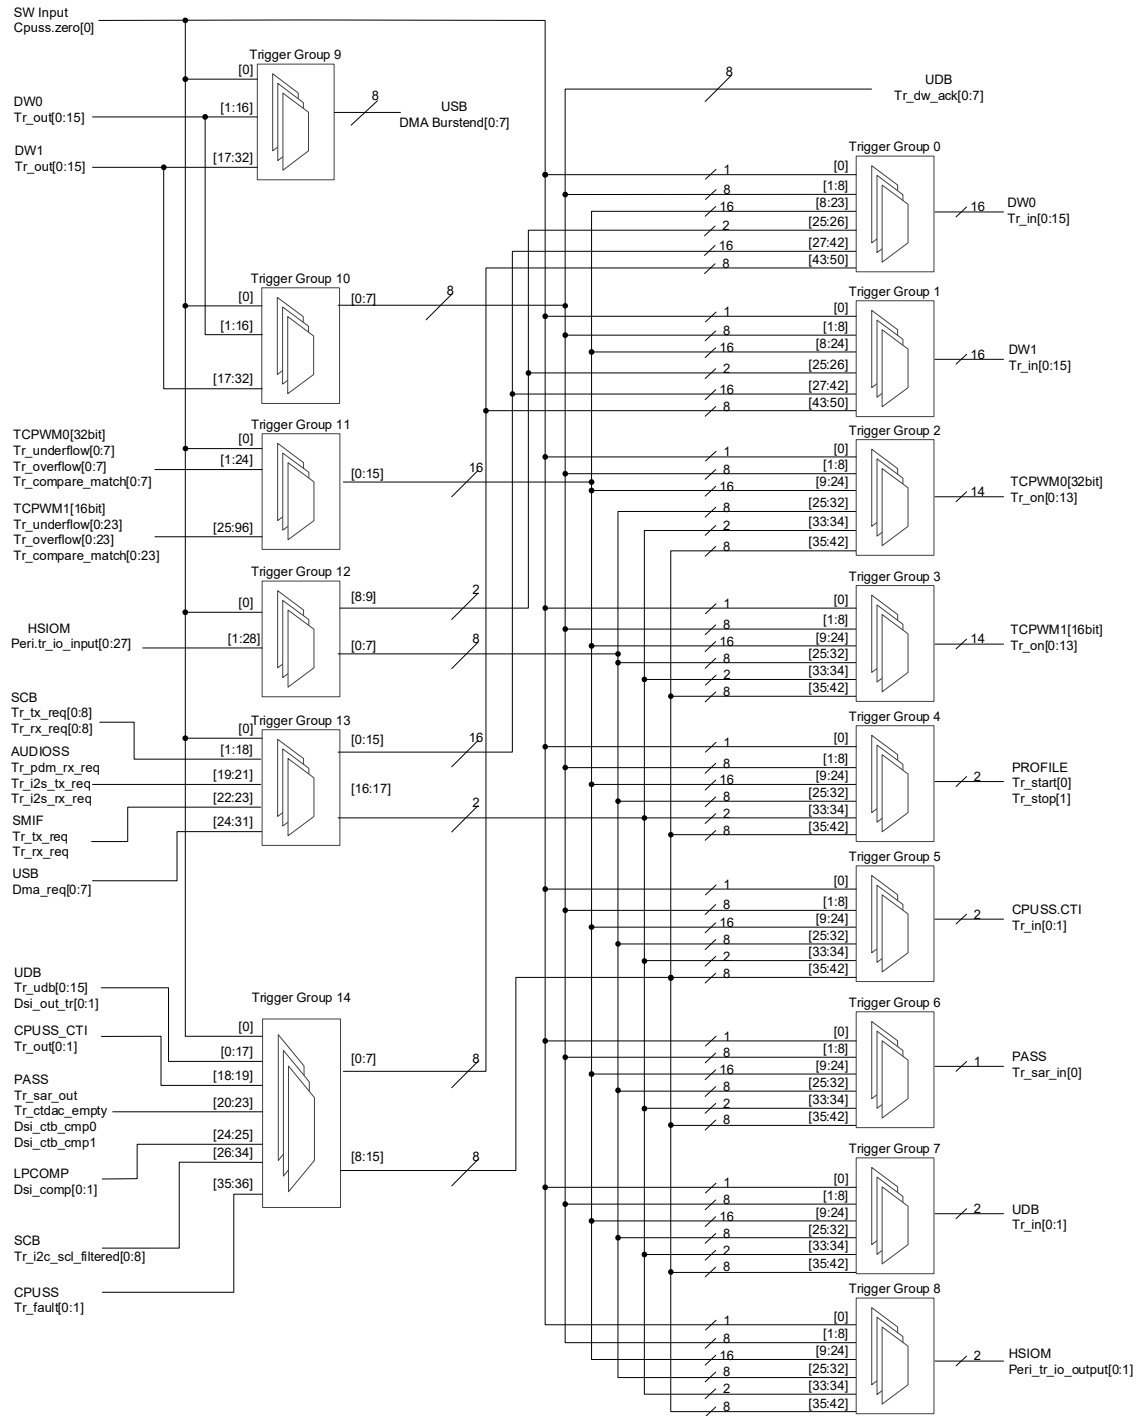 SW Input
Cpuss.zero[0]
Trigger Group 9
[0]
DW0
Tr_out[0:15]
[1:16]
DW1
Tr_out[0:15]
[17:32]
8
USB
DMA Burstend[0:7]
8
UDB
Tr_dw_ack[0:7]
Trigger Group 10
[0]
[1:16]
[17:32]
[0:7]
8
Trigger Group 11
TCPWM0[32bit]
Tr_underflow[0:7]
Tr_overflow[0:7]
Tr_compare_match[0:7]
[0]
[1:24]
TCPWM1[16bit]
Tr_underflow[0:23]
Tr_overflow[0:23]
Tr_compare_match[0:23]
[25:96]
[0:15]
16
Trigger Group 12
[0]
HSIOM
Peri.tr_io_input[0:27]
[1:28]
[8:9]
2
[0:7]
8
Trigger Group 13
SCB
Tr_tx_req[0:8]
Tr_rx_req[0:8]
[0]
[1:18]
AUDIOSS
Tr_pdm_rx_req
Tr_i2s_tx_req
Tr_i2s_rx_req
[19:21]
[22:23]
SMIF
Tr_tx_req
Tr_rx_req
[24:31]
USB
Dma_req[0:7]
[0:15]
16
[16:17]
2
Trigger Group 14
UDB
Tr_udb[0:15]
Dsi_out_tr[0:1]
[0]
[0:17]
CPUSS_CTI
Tr_out[0:1]
[18:19]
PASS
Tr_sar_out
Tr_ctdac_empty
Dsi_ctb_cmp0
Dsi_ctb_cmp1
[20:23]
[24:25]
[26:34]
LPCOMP
Dsi_comp[0:1]
[35:36]
SCB
Tr_i2c_scl_filtered[0:8]
CPUSS
Tr_fault[0:1]
[0:7]
8
[8:15]
8
Trigger Group 0
1 [0]
8 [1:8]
16 [8:23]
2 [25:26]
16 [27:42]
8 [43:50]
16
DW0
Tr_in[0:15]
Trigger Group 1
1 [0]
8 [1:8]
16 [8:24]
2 [25:26]
16 [27:42]
8 [43:50]
16
DW1
Tr_in[0:15]
Trigger Group 2
1 [0]
8 [1:8]
16 [9:24]
8 [25:32]
2 [33:34]
8 [35:42]
14
TCPWM0[32bit]
Tr_on[0:13]
Trigger Group 3
1 [0]
8 [1:8]
16 [9:24]
8 [25:32]
2 [33:34]
8 [35:42]
14
TCPWM1[16bit]
Tr_on[0:13]
Trigger Group 4
1 [0]
8 [1:8]
16 [9:24]
8 [25:32]
2 [33:34]
8 [35:42]
2
PROFILE
Tr_start[0]
Tr_stop[1]
Trigger Group 5
1 [0]
8 [1:8]
16 [9:24]
8 [25:32]
2 [33:34]
8 [35:42]
2
CPUSS.CTI
Tr_in[0:1]
Trigger Group 6
1 [0]
8 [1:8]
16 [9:24]
8 [25:32]
2 [33:34]
8 [35:42]
1
PASS
Tr_sar_in[0]
Trigger Group 7
1 [0]
8 [1:8]
16 [9:24]
8 [25:32]
2 [33:34]
8 [35:42]
2
UDB
Tr_in[0:1]
Trigger Group 8
1 [0]
8 [1:8]
16 [9:24]
8 [25:32]
2 [33:34]
8 [35:42]
2
HSIOM
Peri_tr_io_output[0:1]